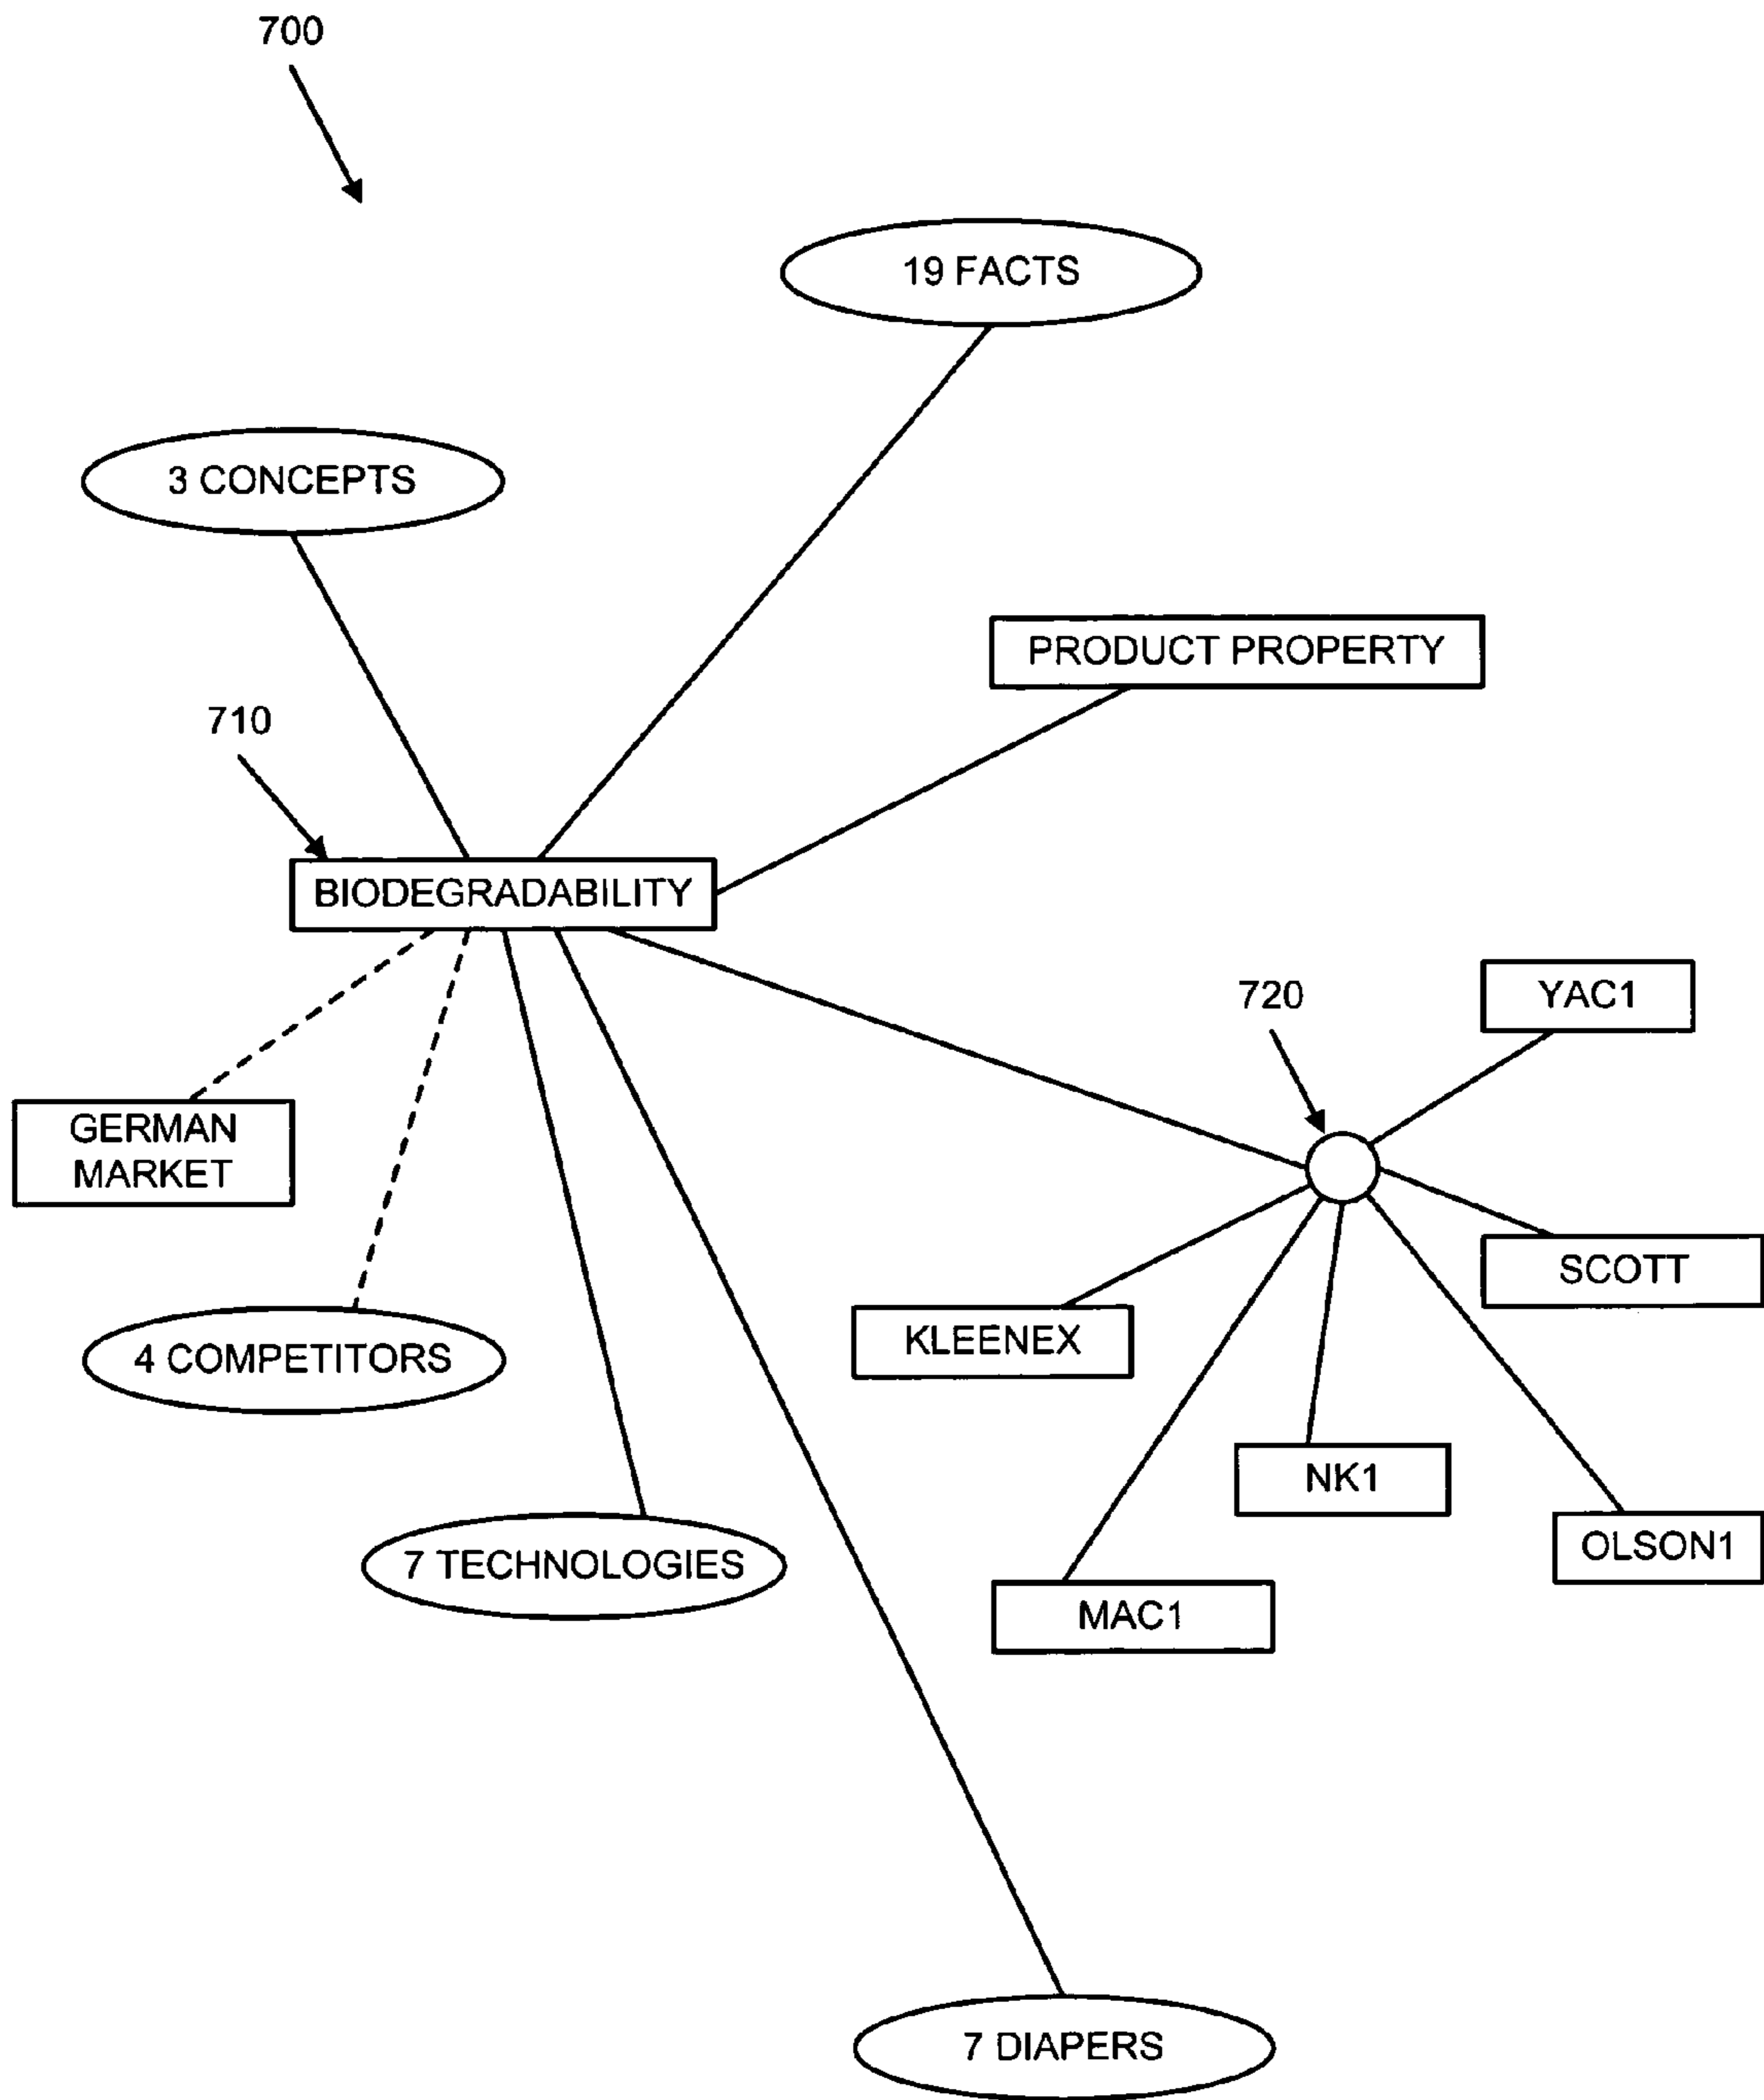 700
19 FACTS
3 CONCEPTS
PRODUCT PROPERTY
710
BIODEGRADABILITY
720
YAC1
GERMAN
MARKET
SCOTT
KLEENEX
4 COMPETITORS
NK1
OLSON1
7 TECHNOLOGIES
MAC1
7 DIAPERS